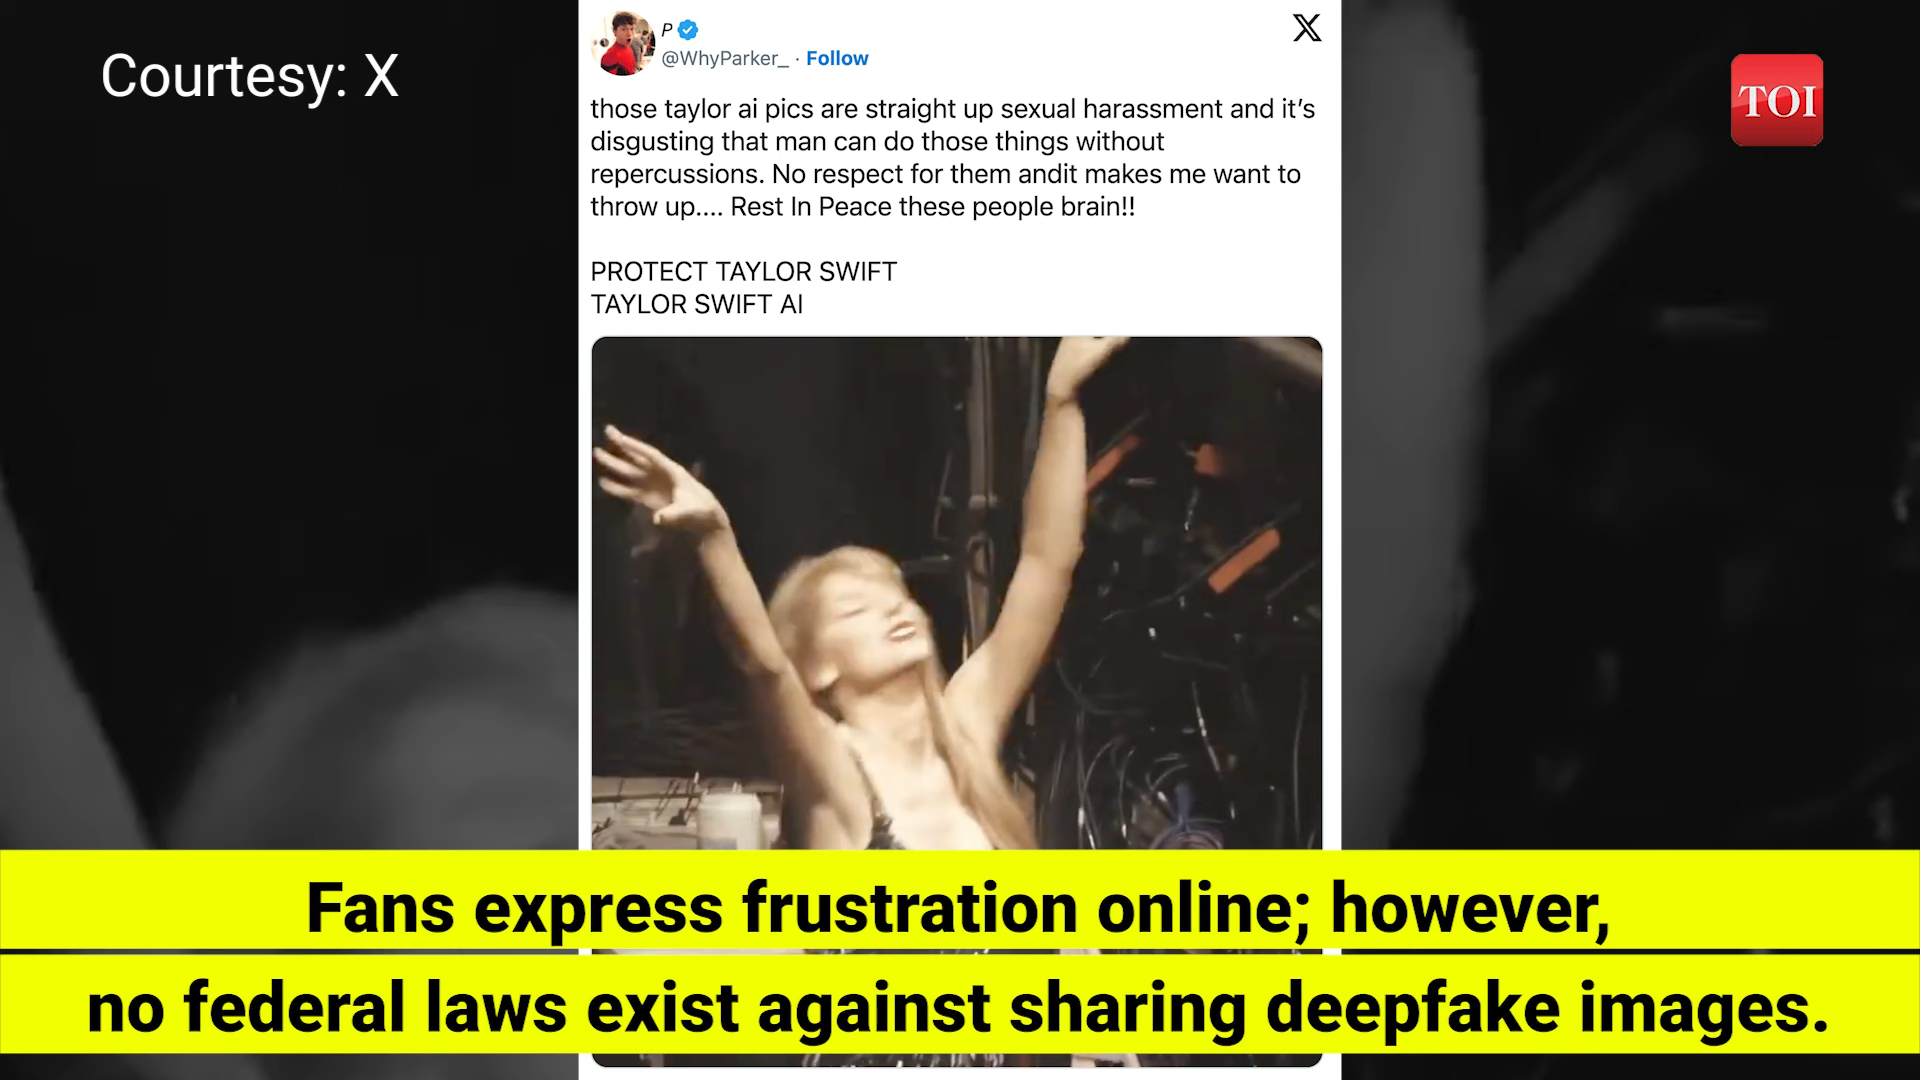 Courtesy: X
P
@WhyParker_ · Follow
X
TOI
those taylor ai pics are straight up sexual harassment and it’s
disgusting that man can do those things without
repercussions. No respect for them andit makes me want to
throw up.... Rest In Peace these people brain!!
PROTECT TAYLOR SWIFT
TAYLOR SWIFT AI
Fans express frustration online; however,
no federal laws exist against sharing deepfake images.